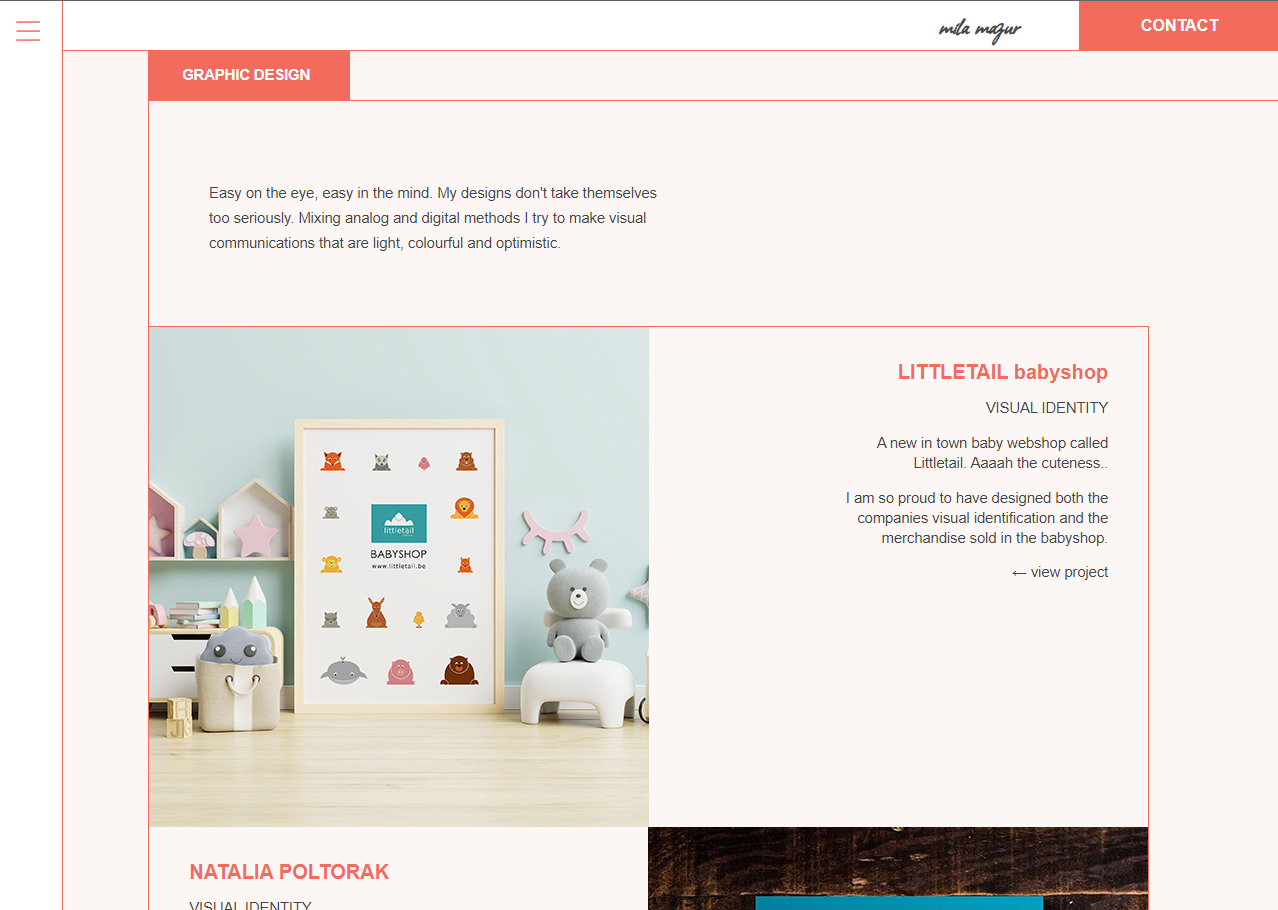 mila mazur
CONTACT
GRAPHIC DESIGN
Easy on the eye, easy in the mind. My designs don't take themselves
too seriously. Mixing analog and digital methods I try to make visual
communications that are light, colourful and optimistic.
littletail
BABYSHOP
www.littletail.be
H
J S
LITTLETAIL babyshop
VISUAL IDENTITY
A new in town baby webshop called
Littletail. Aaaah the cuteness..
I am so proud to have designed both the
companies visual identification and the
merchandise sold in the babyshop.
← view project
NATALIA POLTORAK
VISUAL IDENTITY